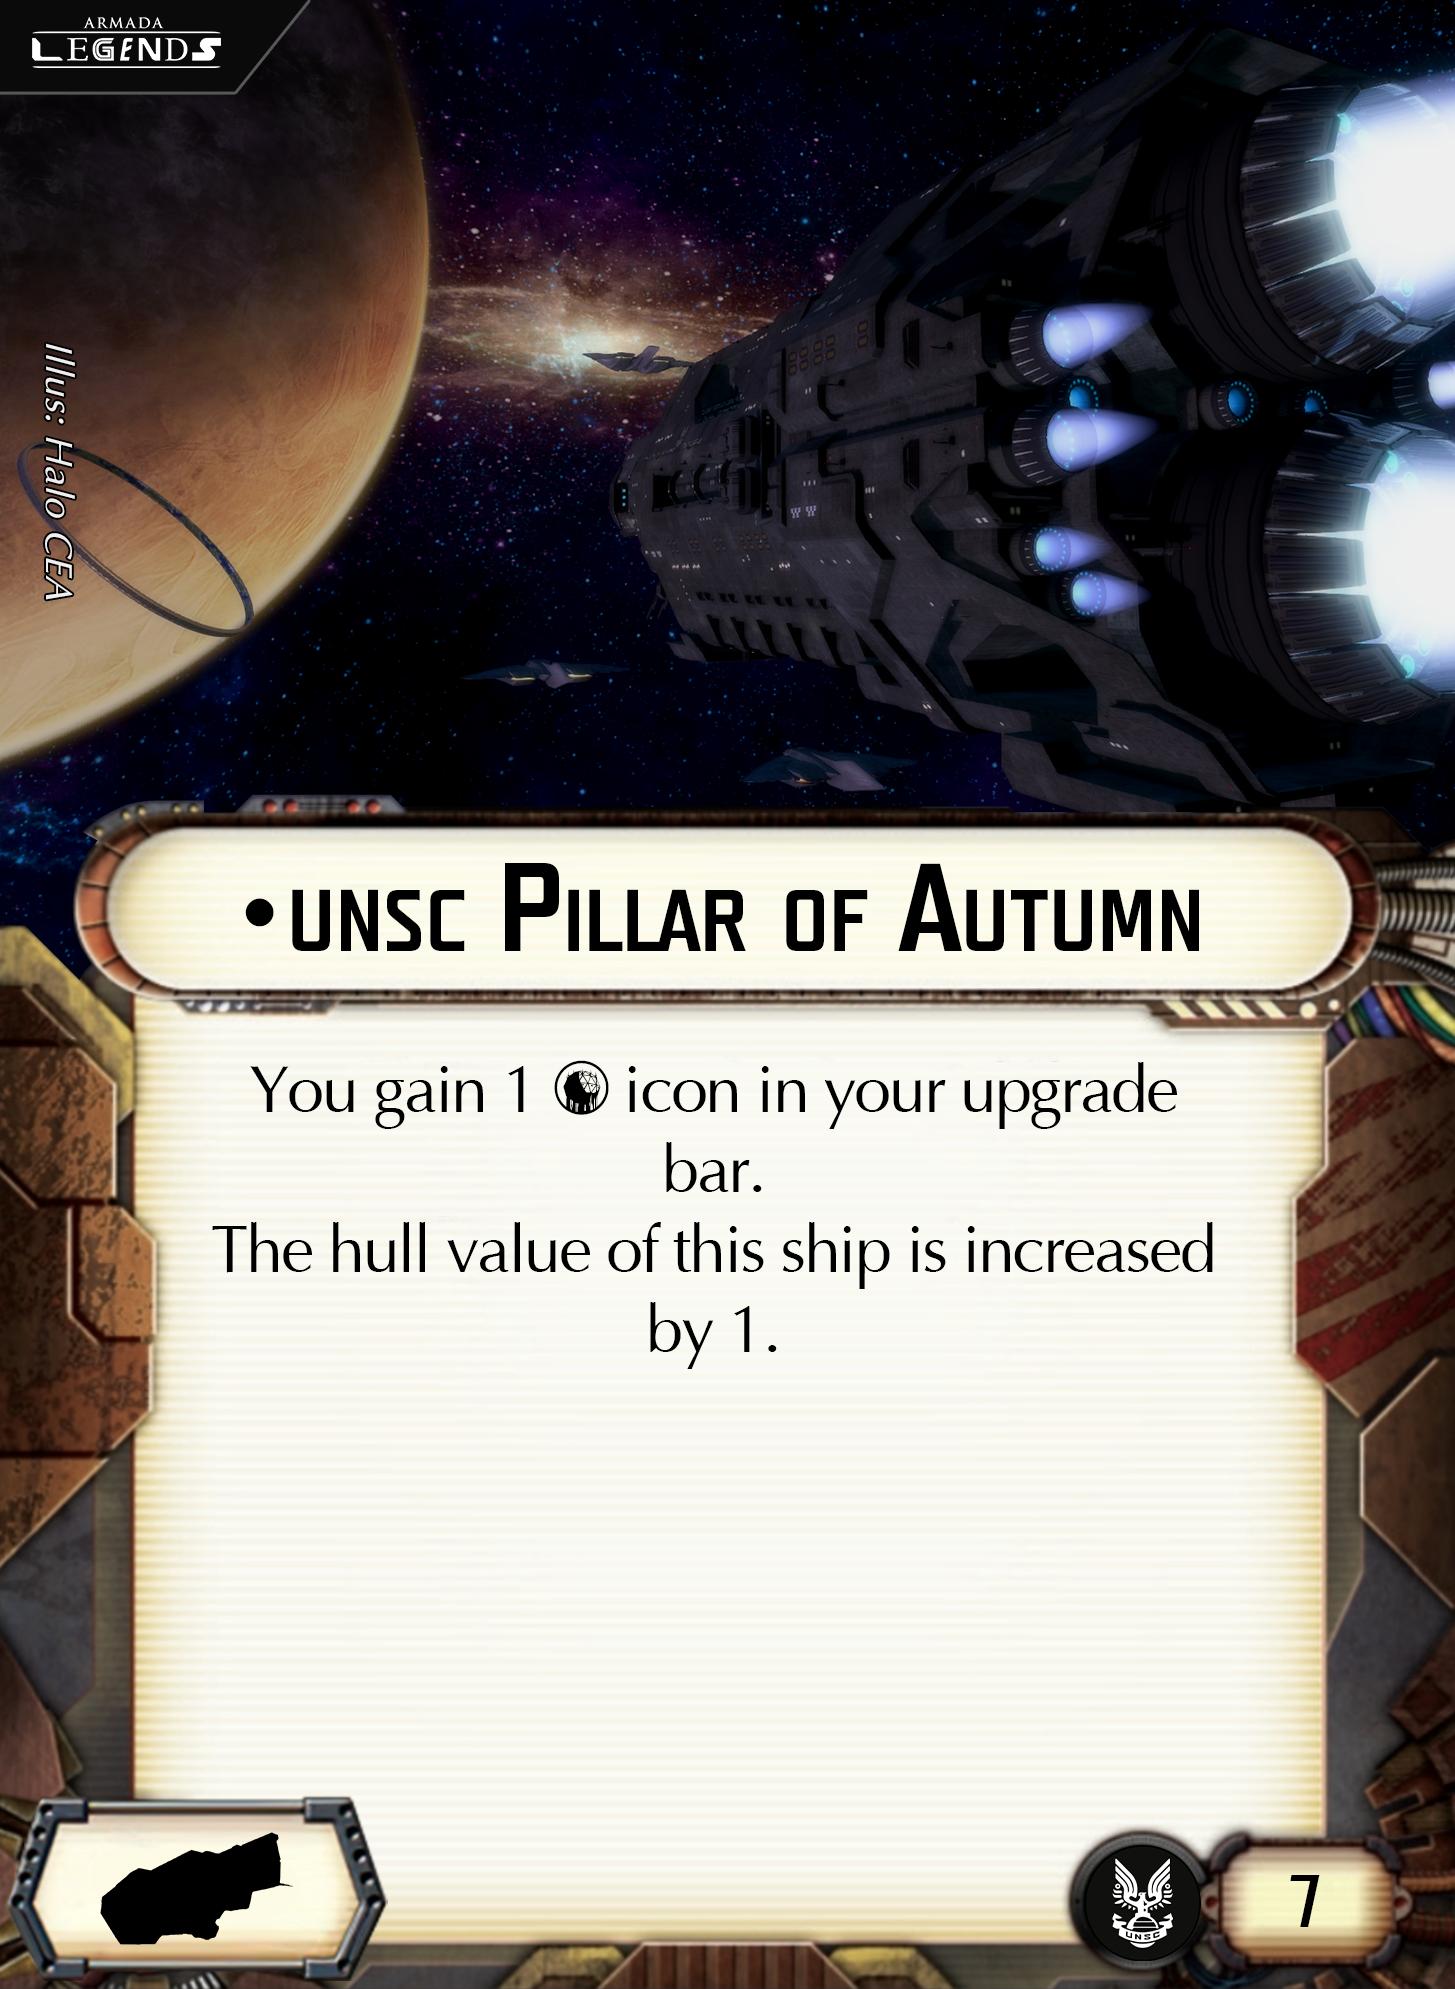 ARMADA
LEGENDS
Illus: Halo CEA
•UNSC PILLAR OF AUTUMN
You gain 1 icon in your upgrade
bar.
The hull value of this ship is increased
by 1.
UNSC
7